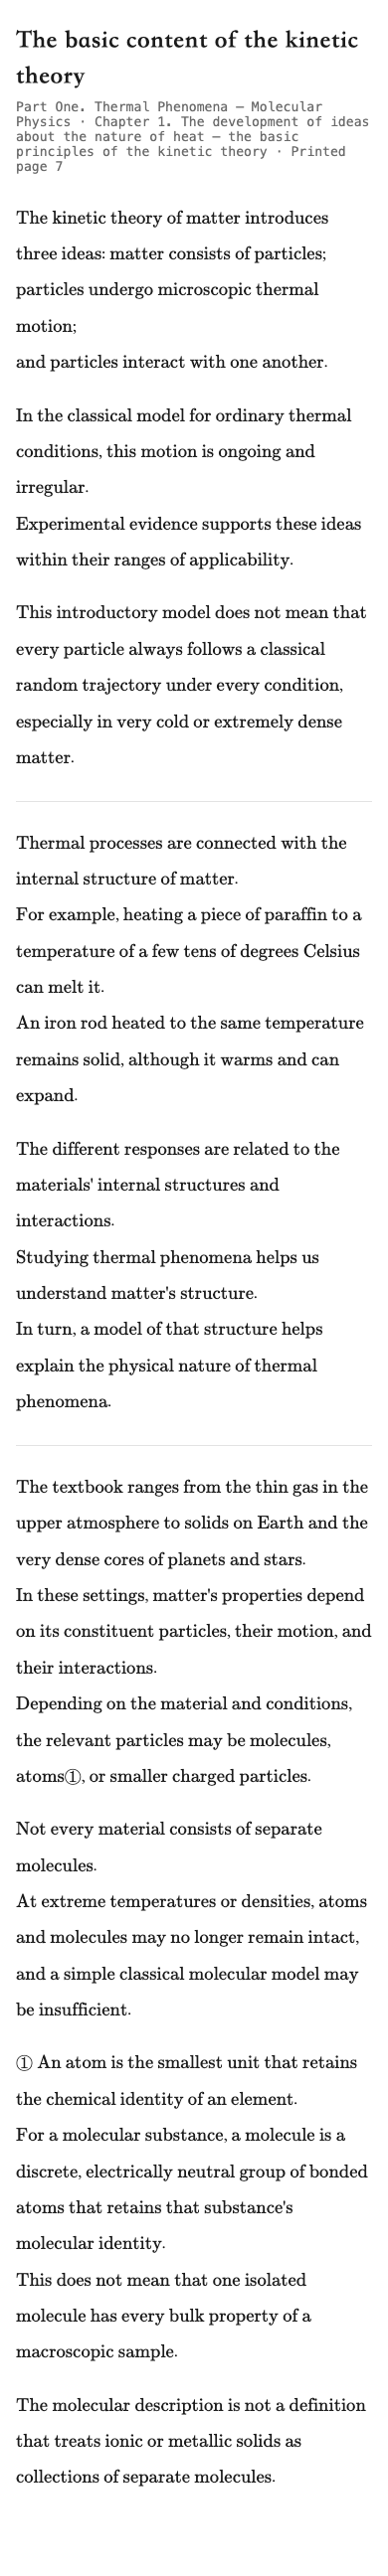 The basic content of the kinetic
theory
Part One. Thermal Phenomena — Molecular
Physics · Chapter 1. The development of ideas
about the nature of heat — the basic
principles of the kinetic theory · Printed
page 7
The kinetic theory of matter introduces
three ideas: matter consists of particles;
particles undergo microscopic thermal
motion;
and particles interact with one another.
In the classical model for ordinary thermal
conditions, this motion is ongoing and
irregular.
Experimental evidence supports these ideas
within their ranges of applicability.
This introductory model does not mean that
every particle always follows a classical
random trajectory under every condition,
especially in very cold or extremely dense
matter.
Thermal processes are connected with the
internal structure of matter.
For example, heating a piece of paraffin to a
temperature of a few tens of degrees Celsius
can melt it.
An iron rod heated to the same temperature
remains solid, although it warms and can
expand.
The different responses are related to the
materials' internal structures and
interactions.
Studying thermal phenomena helps us
understand matter's structure.
In turn, a model of that structure helps
explain the physical nature of thermal
phenomena.
The textbook ranges from the thin gas in the
upper atmosphere to solids on Earth and the
very dense cores of planets and stars.
In these settings, matter's properties depend
on its constituent particles, their motion, and
their interactions.
Depending on the material and conditions,
the relevant particles may be molecules,
atoms①, or smaller charged particles.
Not every material consists of separate
molecules.
At extreme temperatures or densities, atoms
and molecules may no longer remain intact,
and a simple classical molecular model may
be insufficient.
① An atom is the smallest unit that retains
the chemical identity of an element.
For a molecular substance, a molecule is a
discrete, electrically neutral group of bonded
atoms that retains that substance's
molecular identity.
This does not mean that one isolated
molecule has every bulk property of a
macroscopic sample.
The molecular description is not a definition
that treats ionic or metallic solids as
collections of separate molecules.